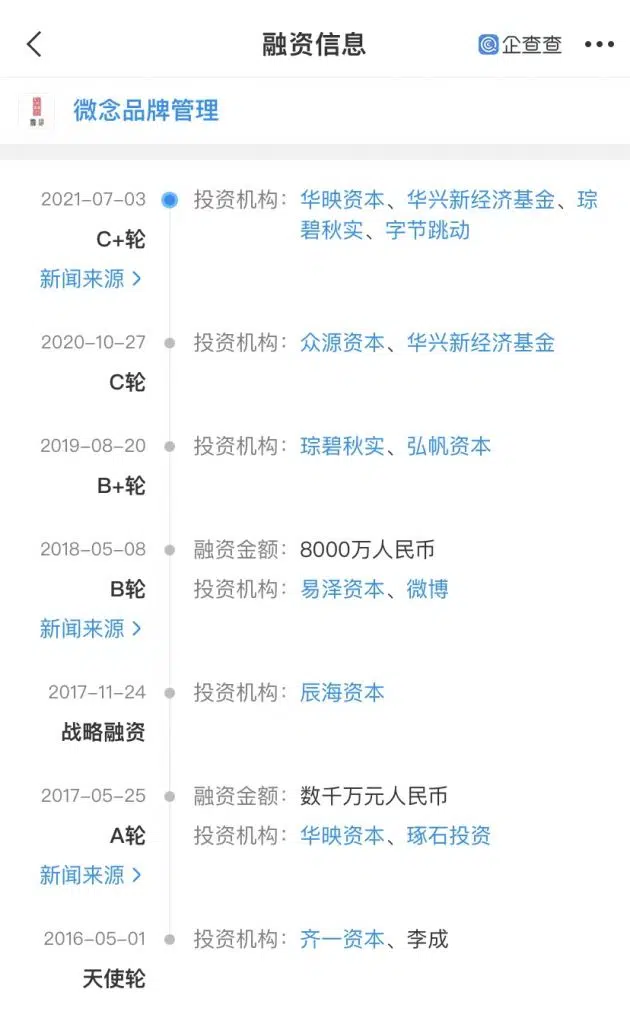 融资信息
企查查
微念品牌管理
2021-07-03
投资机构：华映资本、华兴新经济基金、琮
碧秋实、字节跳动
C+轮
新闻来源
2020-10-27
投资机构：众源资本、华兴新经济基金
C轮
2019-08-20
投资机构：琮碧秋实、弘帆资本
B+轮
2018-05-08
融资金额：8000万人民币
B轮
投资机构：易泽资本、微博
新闻来源
2017-11-24
投资机构：辰海资本
战略融资
2017-05-25
融资金额：数千万元人民币
A轮
投资机构：华映资本、琢石投资
新闻来源
2016-05-01
投资机构：齐一资本、李成
天使轮